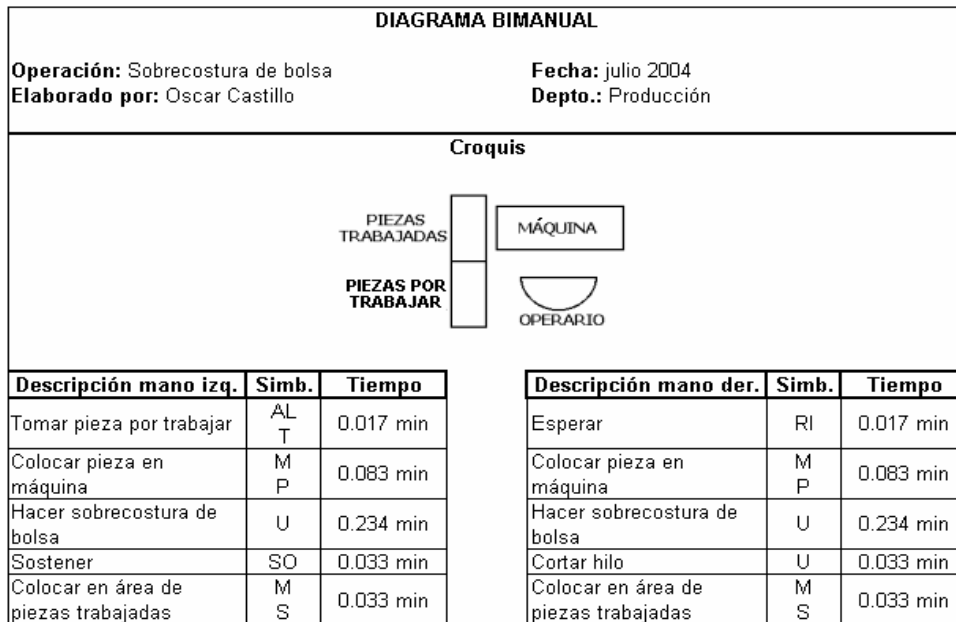 DIAGRAMA BIMANUAL
Operación: Sobrecostura de bolsa Fecha: julio 2004
Elaborado por: Oscar Castillo Depto.: Producción
Croquis
PIEZAS
TRABAJADAS
MÁQUINA
PIEZAS POR
TRABAJAR
OPERARIO
Descripción mano izq. Simb. Tiempo Descripción mano der. Simb. Tiempo
Tomar pieza por trabajar AL
T 0.017 min Esperar RI 0.017 min
Colocar pieza en
máquina M
P 0.083 min Colocar pieza en
máquina M
P 0.083 min
Hacer sobrecostura de
bolsa U 0.234 min Hacer sobrecostura de
bolsa U 0.234 min
Sostener SO 0.033 min Cortar hilo U 0.033 min
Colocar en área de
piezas trabajadas M
S 0.033 min Colocar en área de
piezas trabajadas M
S 0.033 min